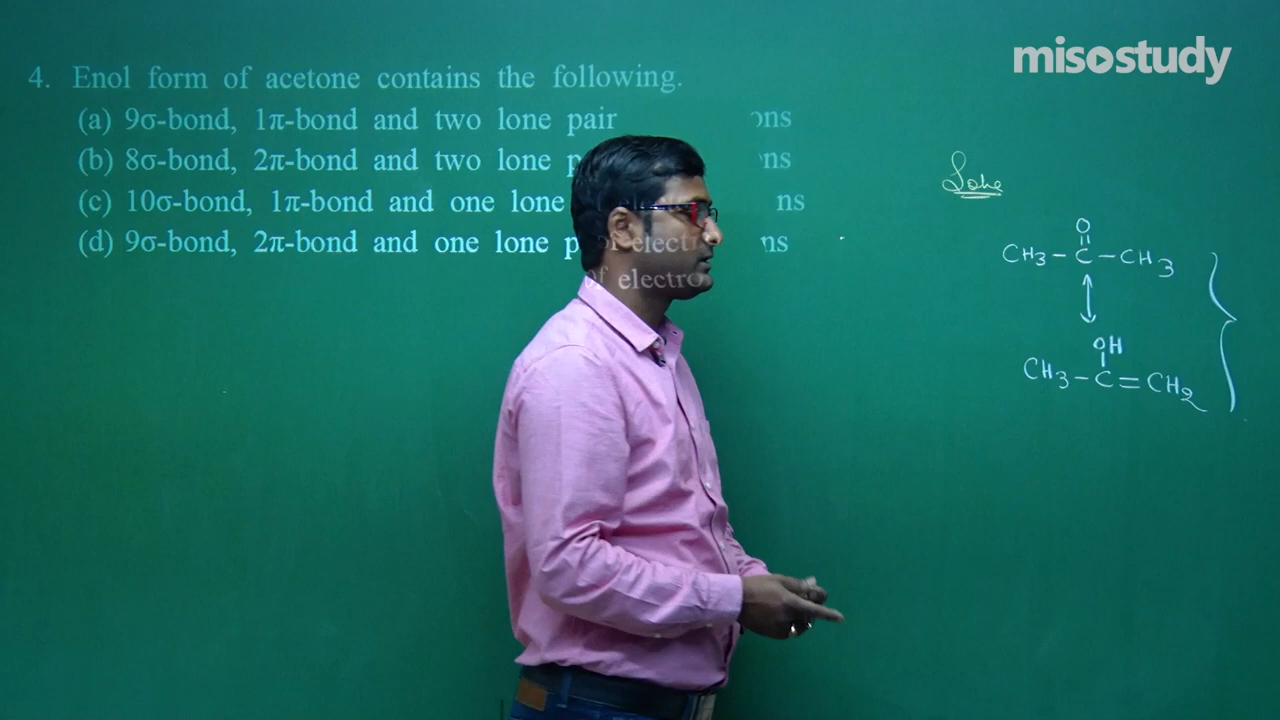 misostudy
4. Enol form of acetone contains the following.
(a) 9σ-bond, 1π-bond and two lone pair
(b) 8σ-bond, 2π-bond and two lone
(c) 10σ-bond, 1π-bond and one lone
(d) 9σ-bond, 2π-bond and one lone
of electro
O
CH3-C-CH3
OH
CH3-C=CH2